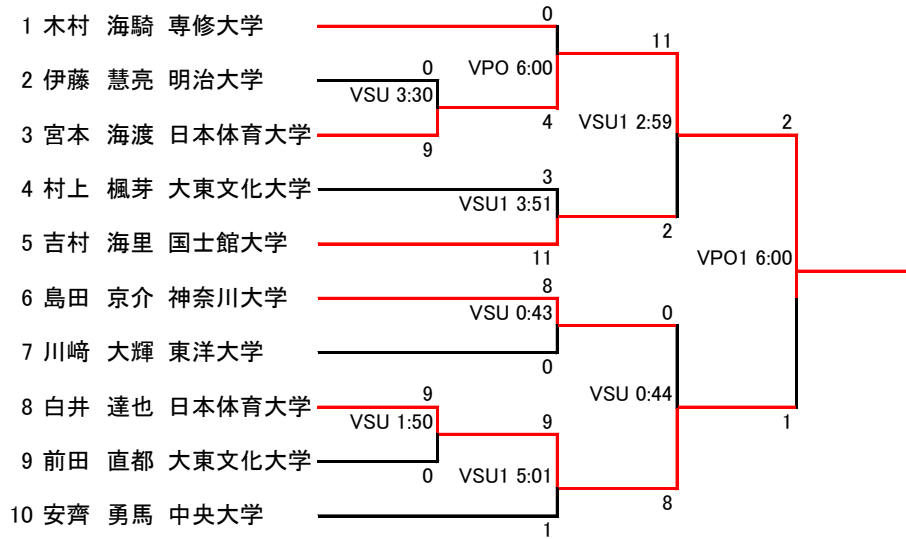 1 木村 海騎 専修大学
2 伊藤 慧亮 明治大学
3 宮本 海渡 日本体育大学
4 村上 楓芽 大東文化大学
5 吉村 海里 国士館大学
6 島田 京介 神奈川大学
7 川﨑 大輝 東洋大学
8 白井 達也 日本体育大学
9 前田 直都 大東文化大学
10 安齊 勇馬 中央大学
0
VSU 3:30
9
9
VSU 1:50
0
0
VPO 6:00
4
3
VSU1 3:51
11
8
VSU 0:43
0
9
VSU1 5:01
1
11
VSU1 2:59
2
0
VSU 0:44
8
2
VPO1 6:00
1